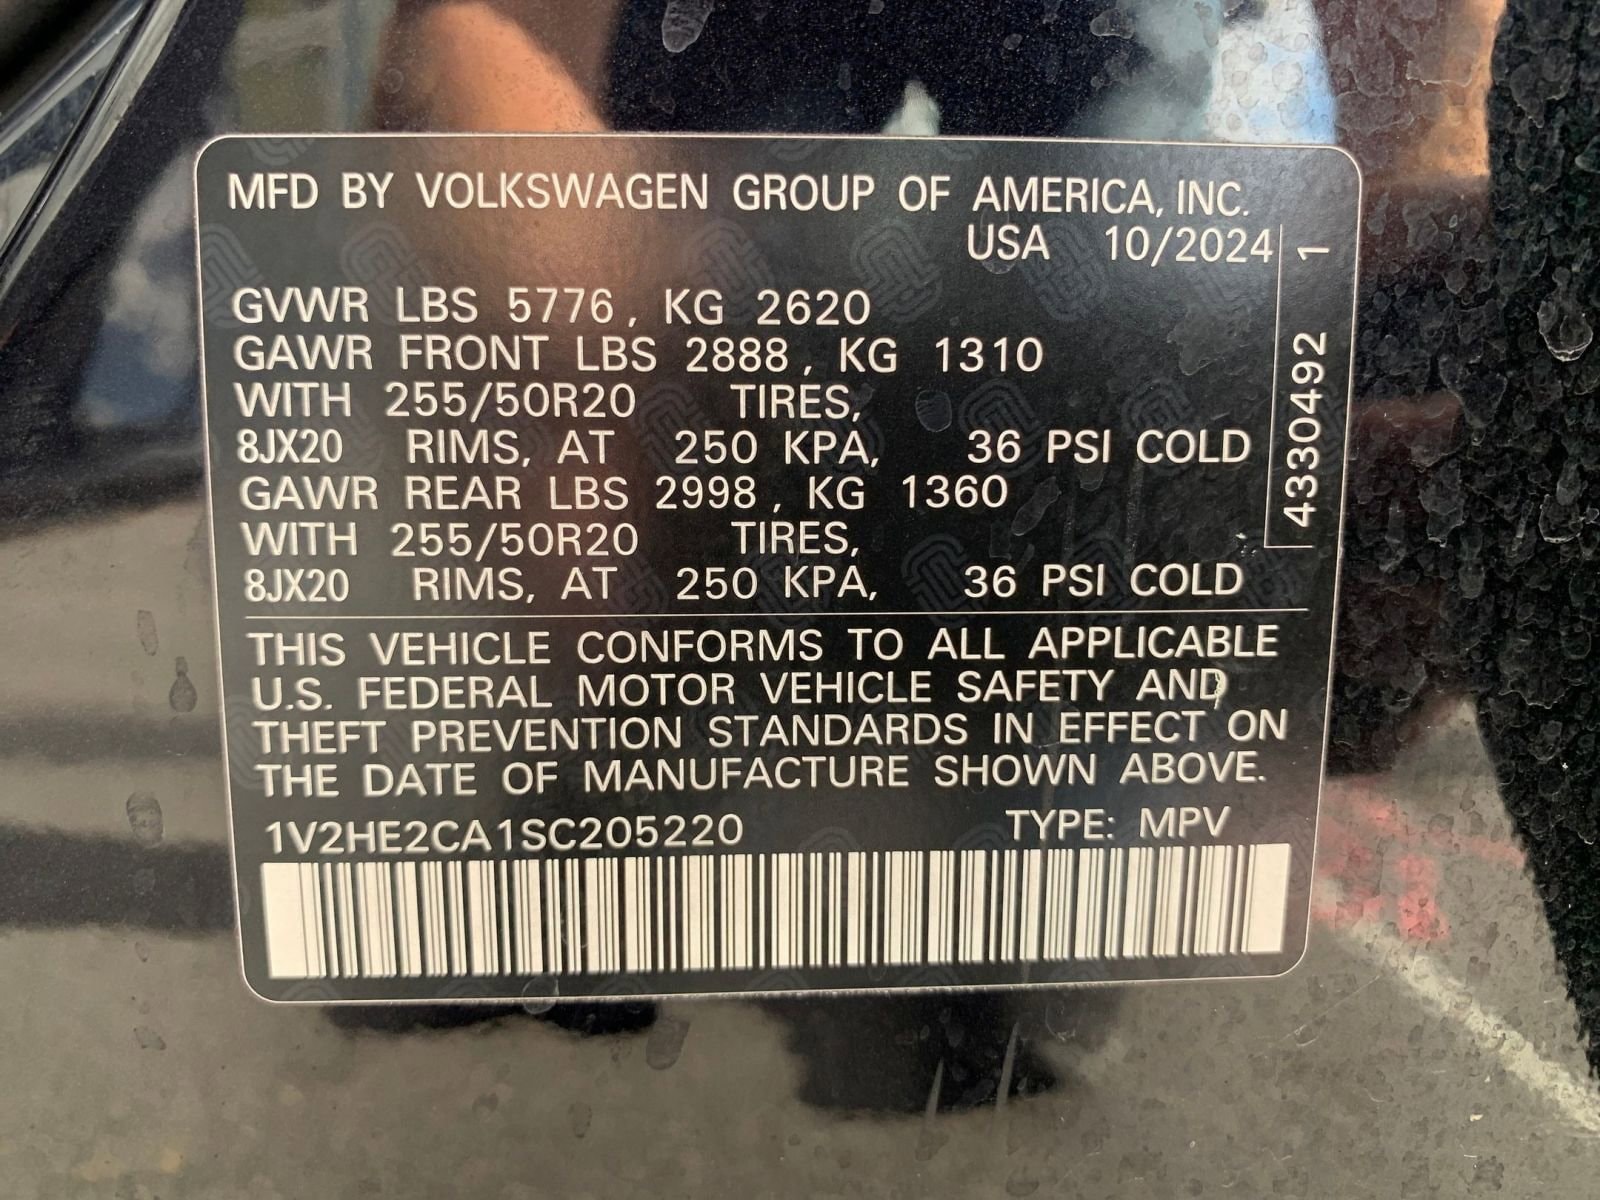 MFD BY VOLKSWAGEN GROUP OF AMERICA, INC.
USA 10/2024
GVWR LBS 5776, KG 2620
GAWR FRONT LBS 2888, KG 1310
WITH 255/50R20 TIRES,
8JX20 RIMS, AT 250 KPA, 36 PSI COLD
GAWR REAR LBS 2998, KG 1360
WITH 255/50R20 TIRES,
8JX20 RIMS, AT 250 KPA, 36 PSI COLD
THIS VEHICLE CONFORMS TO ALL APPLICABLE
U.S. FEDERAL MOTOR VEHICLE SAFETY AND
THEFT PREVENTION STANDARDS IN EFFECT ON
THE DATE OF MANUFACTURE SHOWN ABOVE.
1V2HE2CA1SC205220 TYPE: MPV
43304921 1